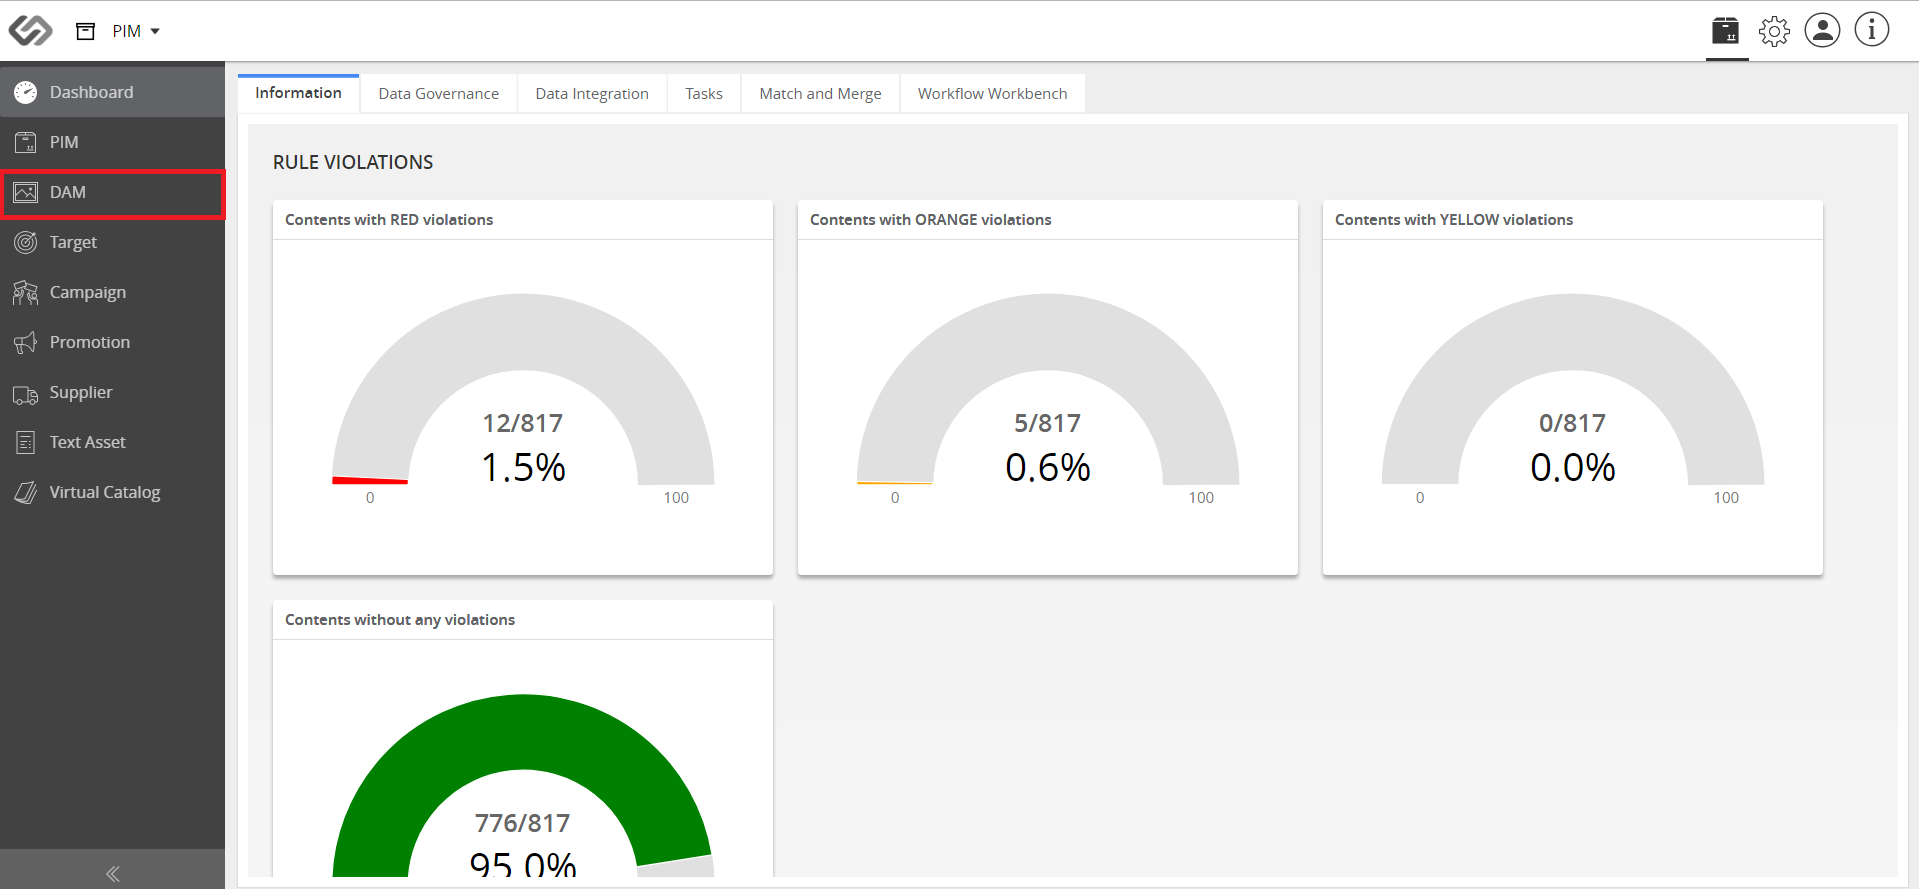 PIM
Dashboard
PIM
DAM
Target
Campaign
Promotion
Supplier
Text Asset
Virtual Catalog
Information
Data Governance
Data Integration
Tasks
Match and Merge
Workflow Workbench
RULE VIOLATIONS
Contents with RED violations
12/817
1.5%
0
100
Contents with ORANGE violations
5/817
0.6%
0
100
Contents with YELLOW violations
0/817
0.0%
0
100
Contents without any violations
776/817
95.0%